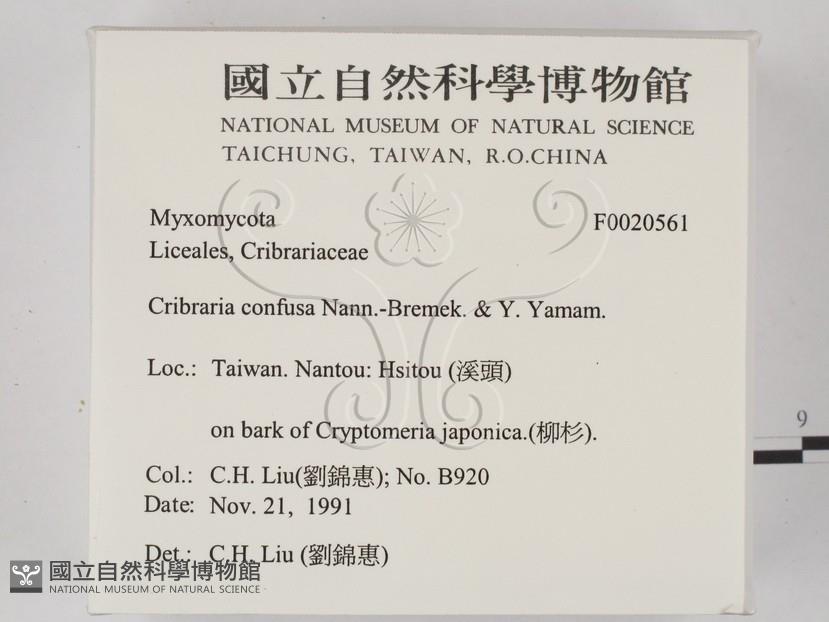 國立自然科學博物館
NATIONAL MUSEUM OF NATURAL SCIENCE
TAICHUNG, TAIWAN, R.O.CHINA
Myxomycota F0020561
Liceales, Cribrariaceae
Cribraria confusa Nann.-Bremek. & Y. Yamam.
Loc.: Taiwan. Nantou: Hsitou (溪頭)
on bark of Cryptomeria japonica.(柳杉).
Col.: C.H. Liu(劉錦惠); No. B920
Date: Nov. 21, 1991
Det.: C.H. Liu (劉錦惠)
9
國立自然科學博物館
NATIONAL MUSEUM OF NATURAL SCIENCE